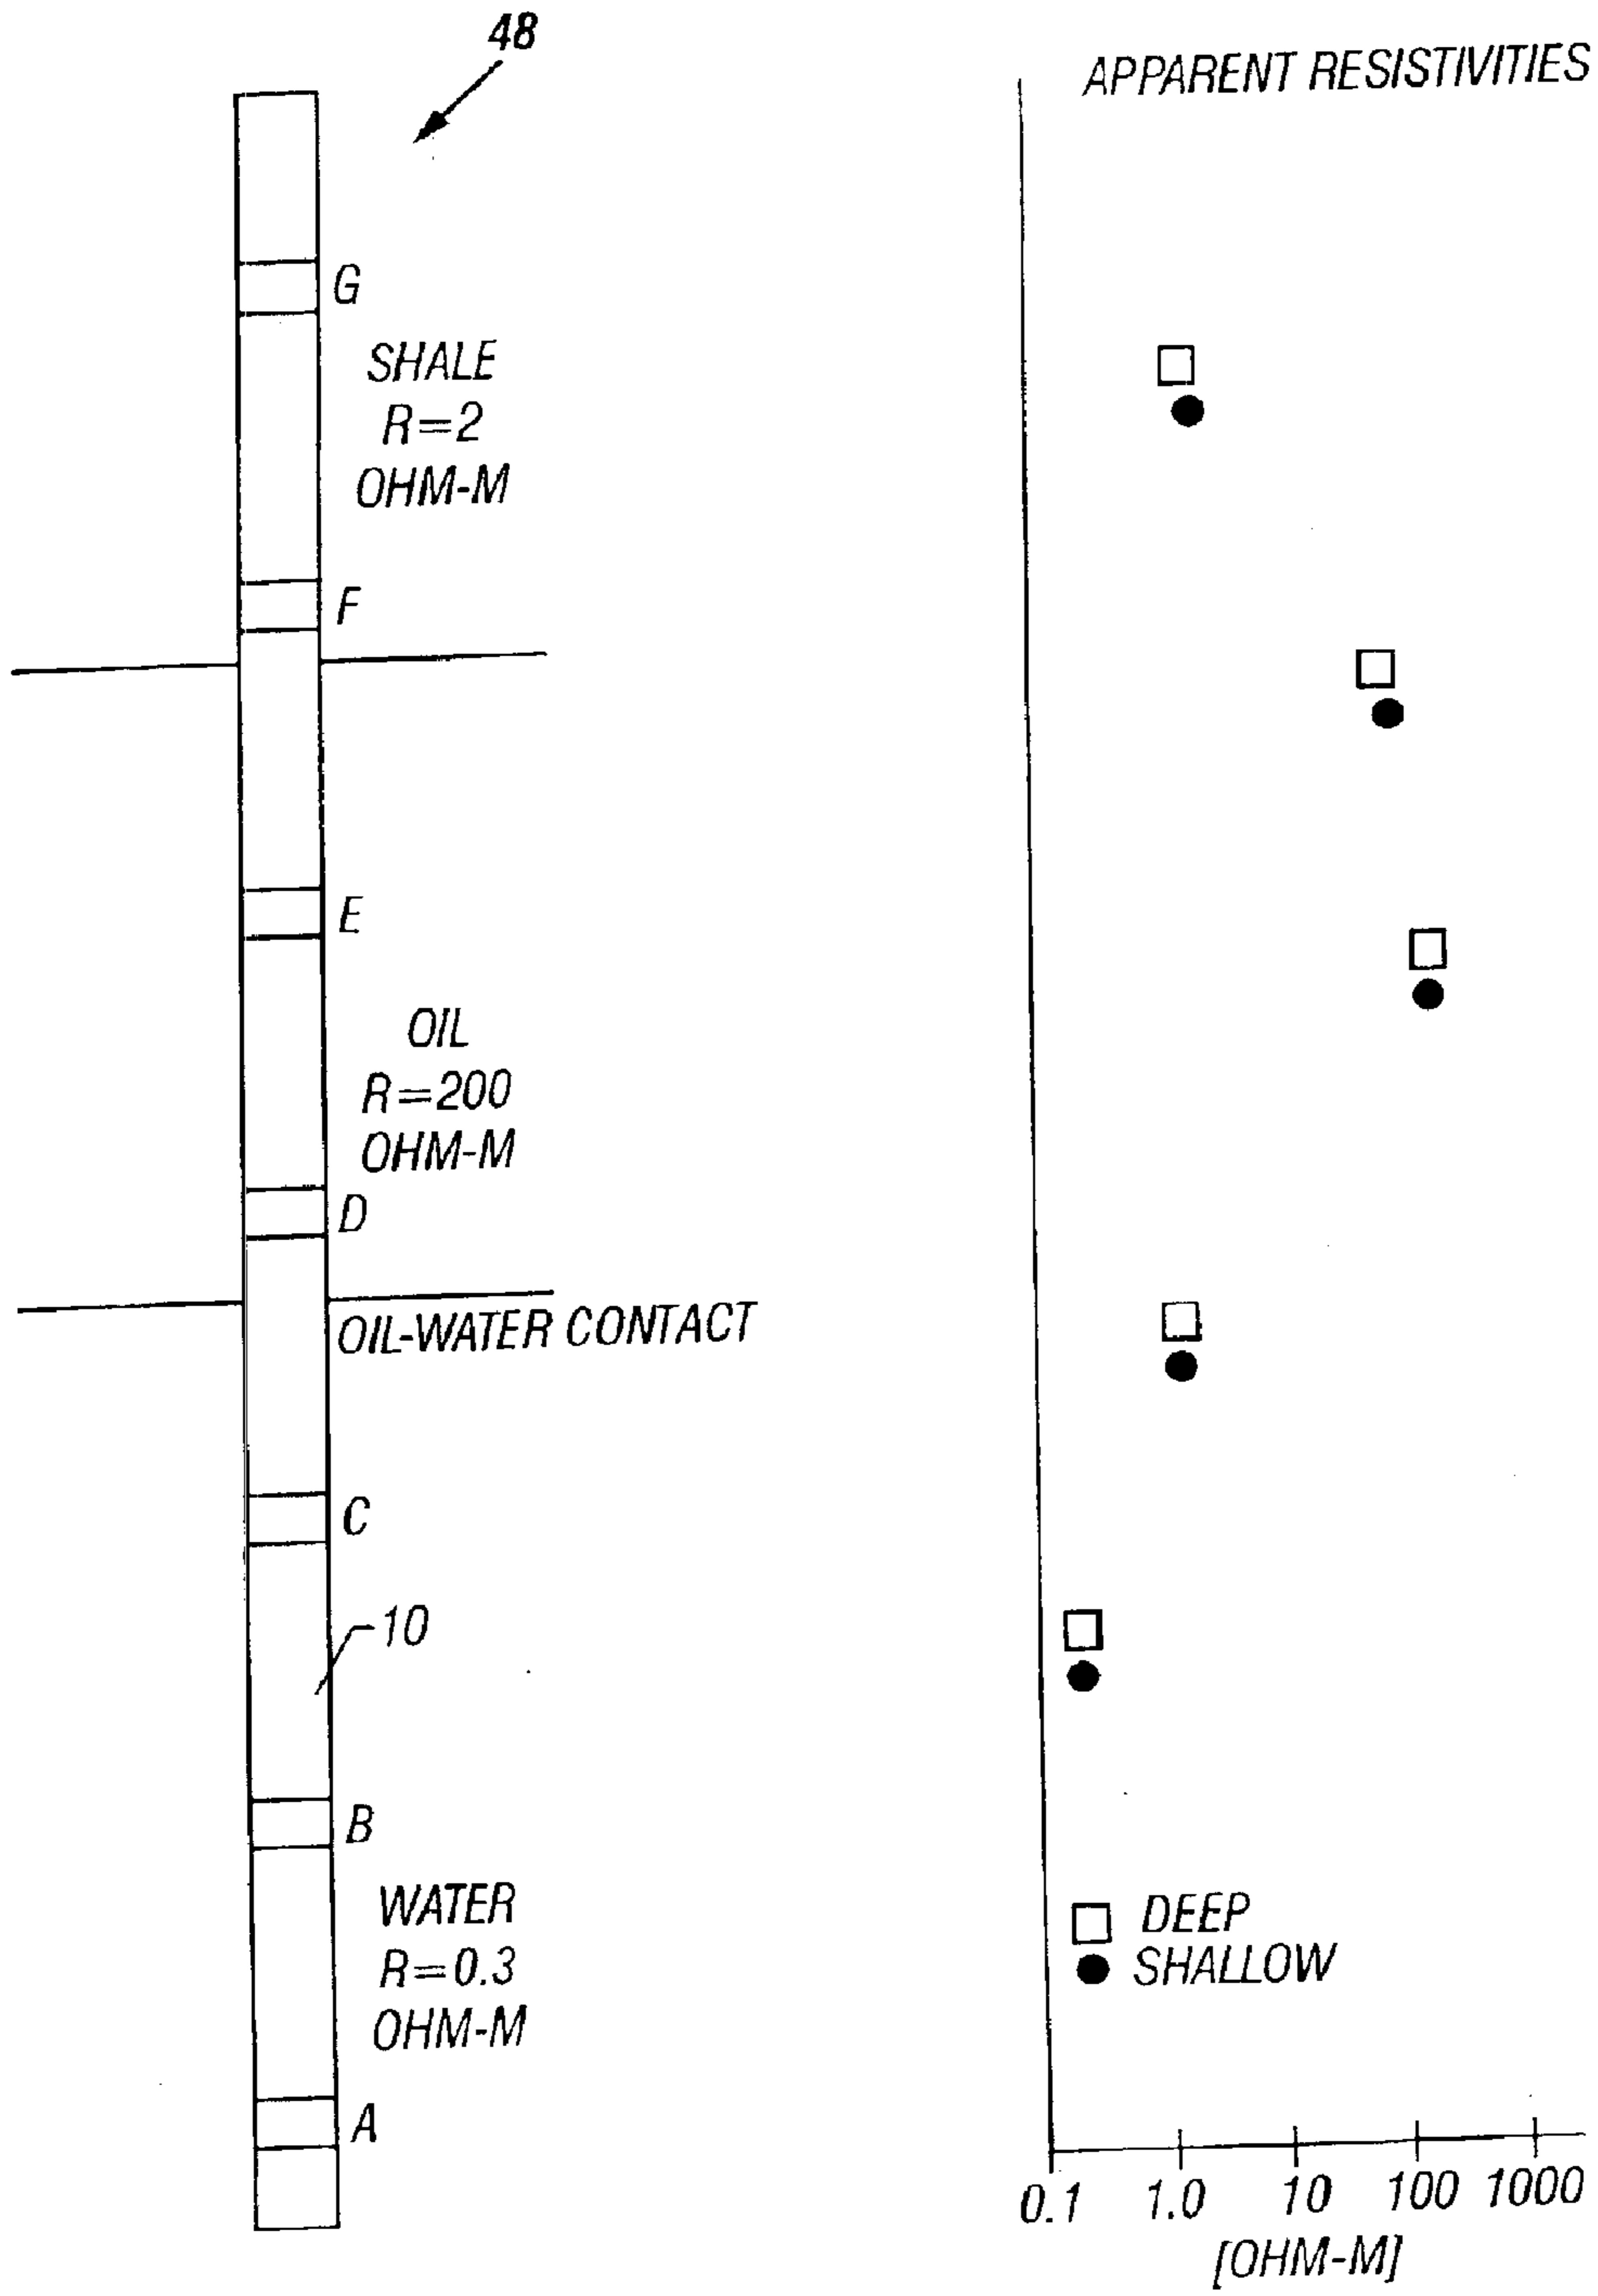 48
APPARENT RESISTIVITIES
G
SHALE
R=2
OHM-M
F
E
OIL
R=200
OHM-M
D
OIL-WATER CONTACT
C
10
B
WATER
R=0.3
OHM-M
A
DEEP
SHALLOW
0.1 1.0 10 100 1000
[OHM-M]